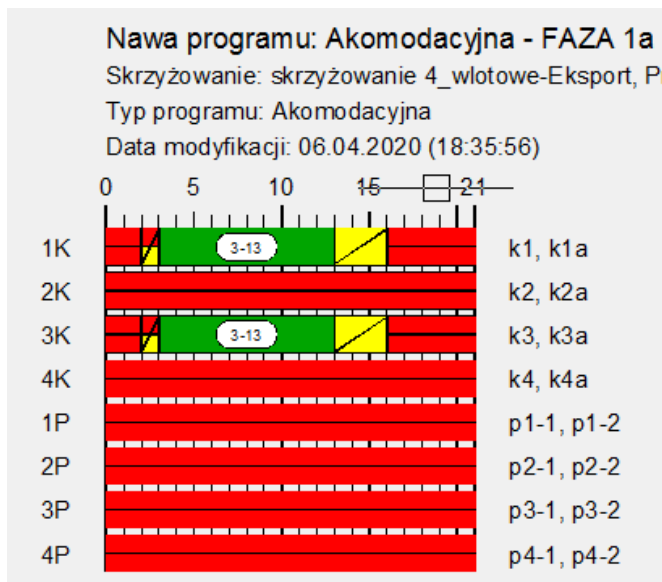 Nawa programu: Akomodacyjna - FAZA 1a
Skrzyżowanie: skrzyżowanie 4_wlotowe-Eksport, P
Typ programu: Akomodacyjna
Data modyfikacji: 06.04.2020 (18:35:56)
0 5 10 15 21
1K 3-13 k1, k1a
2K k2, k2a
3K 3-13 k3, k3a
4K k4, k4a
1P p1-1, p1-2
2P p2-1, p2-2
3P p3-1, p3-2
4P p4-1, p4-2